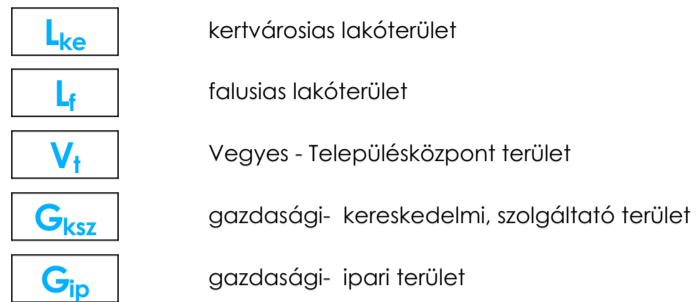 Lke kertvárosias lakóterület
Lf falusias lakóterület
Vt Vegyes - Településközpont terület
Gksz gazdasági- kereskedelmi, szolgáltató terület
Gip gazdasági- ipari terület